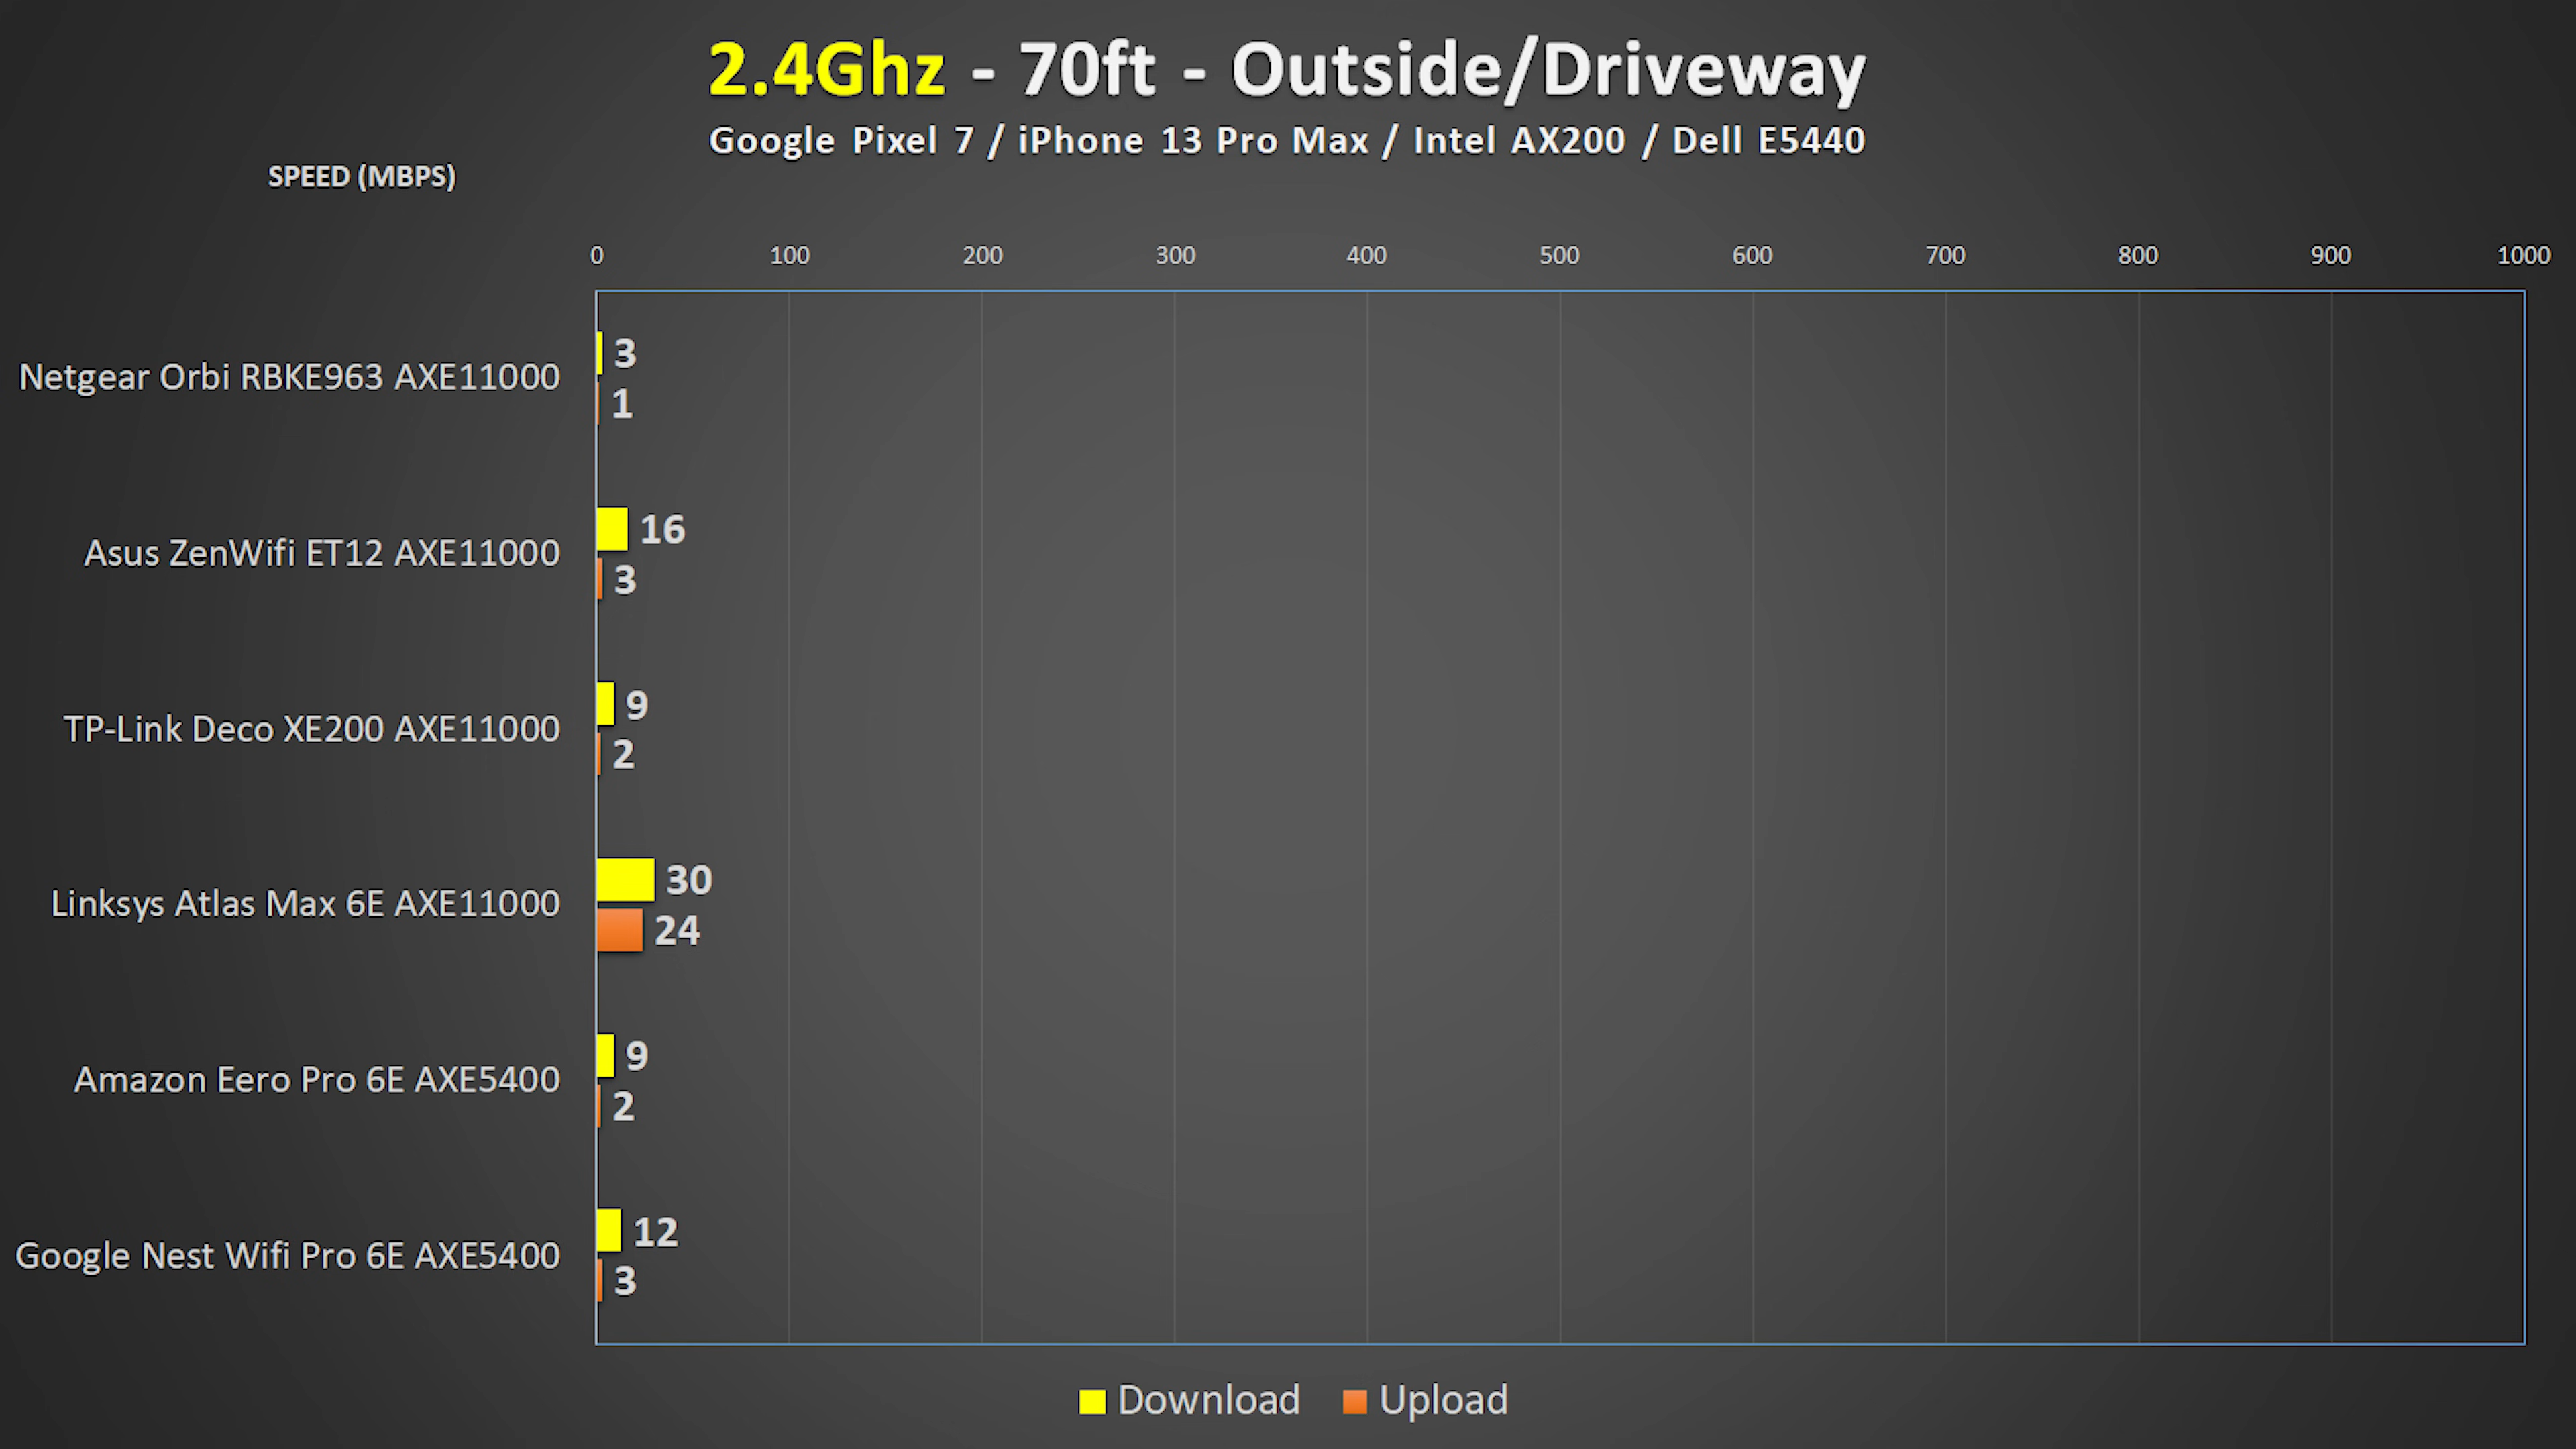 2.4Ghz - 70ft - Outside/Driveway
Google Pixel 7 / iPhone 13 Pro Max / Intel AX200 / Dell E5440
SPEED (MBPS)
0 100 200 300 400 500 600 700 800 900 1000
Netgear Orbi RBKE963 AXE11000
3
1
Asus ZenWifi ET12 AXE11000
16
3
TP-Link Deco XE200 AXE11000
9
2
Linksys Atlas Max 6E AXE11000
30
24
Amazon Eero Pro 6E AXE5400
9
2
Google Nest Wifi Pro 6E AXE5400
12
3
Download Upload